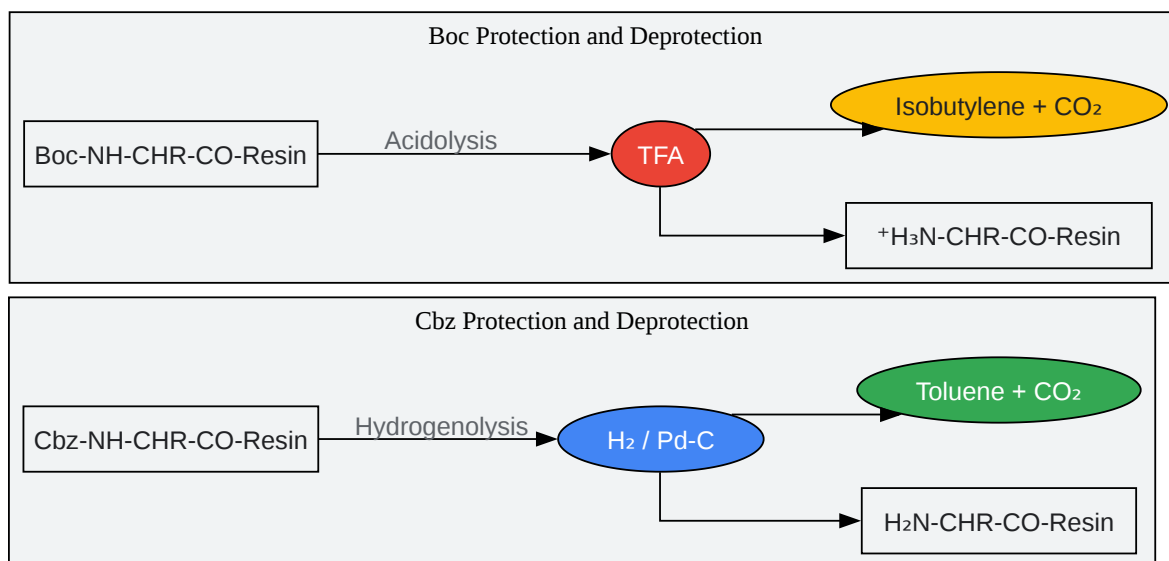 Boc Protection and Deprotection
Isobutylene + CO₂
Boc-NH-CHR-CO-Resin
Acidolysis
TFA
⁺H₃N-CHR-CO-Resin
Cbz Protection and Deprotection
Toluene + CO₂
Cbz-NH-CHR-CO-Resin
Hydrogenolysis
H₂ / Pd-C
H₂N-CHR-CO-Resin